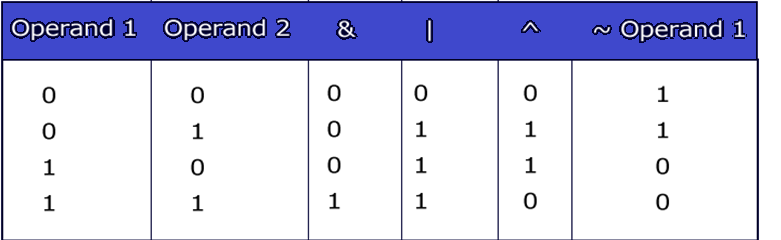 Operand 1 Operand 2 & | ^ ~ Operand 1
0 0 0 0 0 1
0 1 0 1 1 1
1 0 0 1 1 0
1 1 1 1 0 0